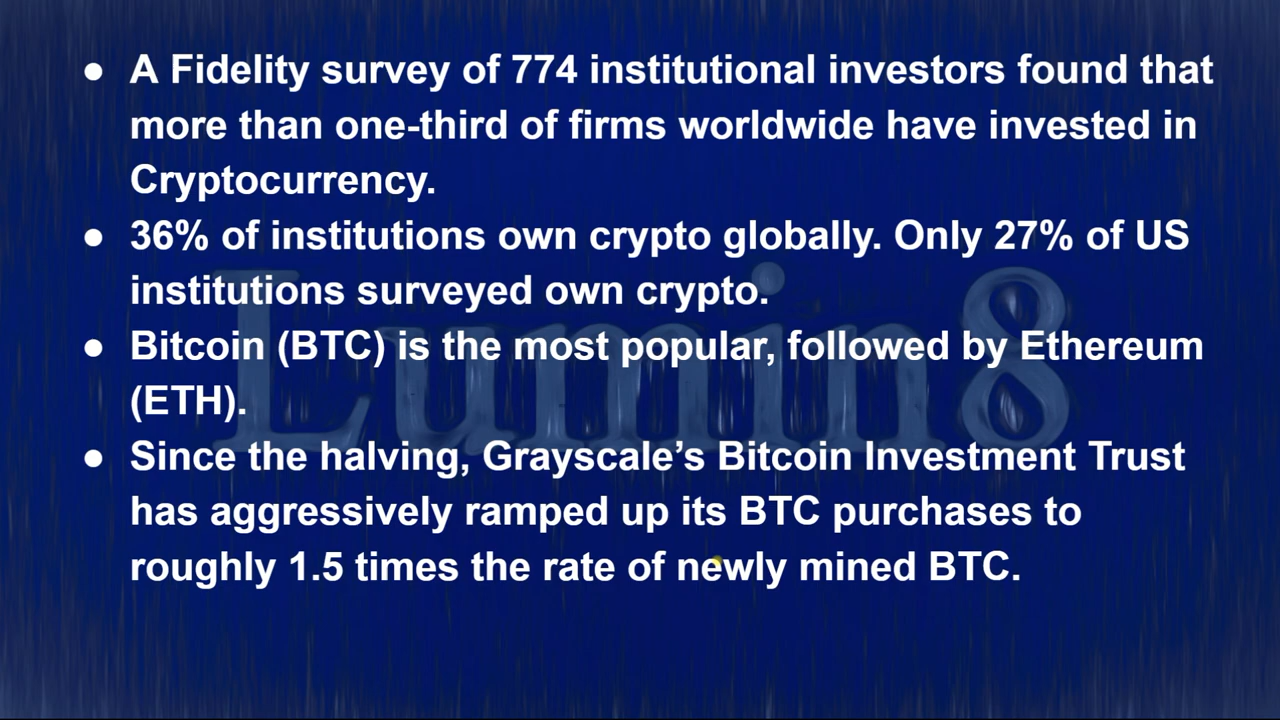 ● A Fidelity survey of 774 institutional investors found that
more than one-third of firms worldwide have invested in
Cryptocurrency.
● 36% of institutions own crypto globally. Only 27% of US
institutions surveyed own crypto.
● Bitcoin (BTC) is the most popular, followed by Ethereum
(ETH).
● Since the halving, Grayscale’s Bitcoin Investment Trust
has aggressively ramped up its BTC purchases to
roughly 1.5 times the rate of newly mined BTC.
Lumin8